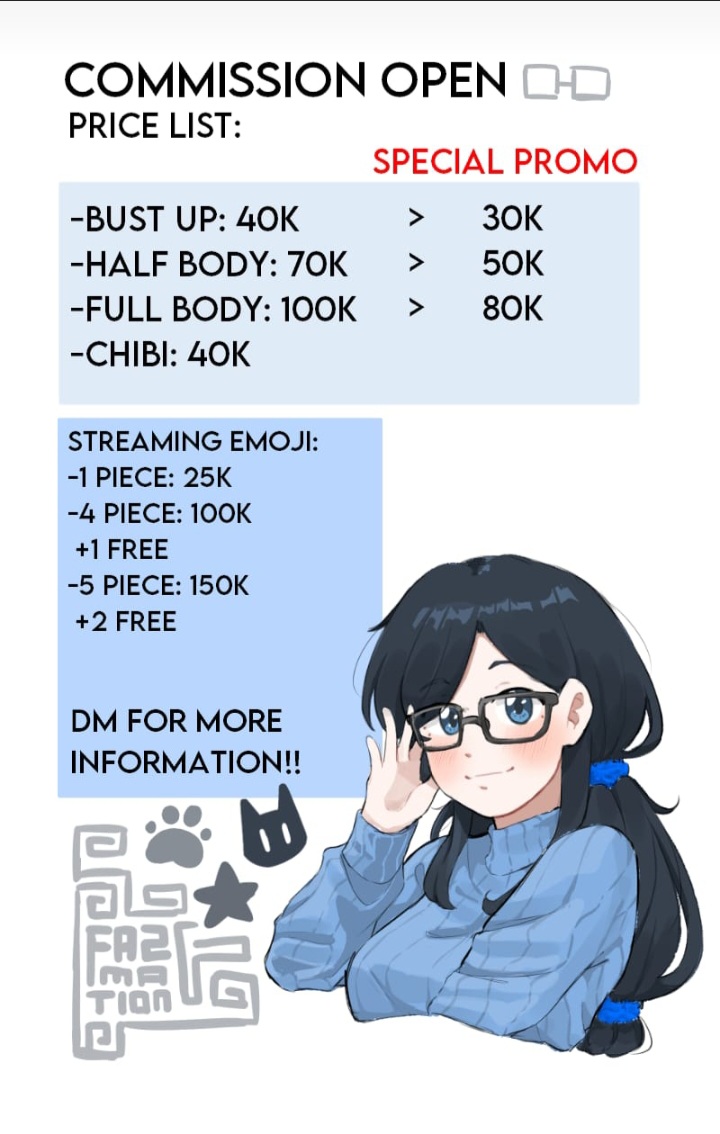 COMMISSION OPEN
PRICE LIST:
SPECIAL PROMO
-BUST UP: 40K > 30K
-HALF BODY: 70K > 50K
-FULL BODY: 100K > 80K
-CHIBI: 40K
STREAMING EMOJI:
-1 PIECE: 25K
-4 PIECE: 100K
+1 FREE
-5 PIECE: 150K
+2 FREE
DM FOR MORE
INFORMATION!!
FAZ
MA
TION